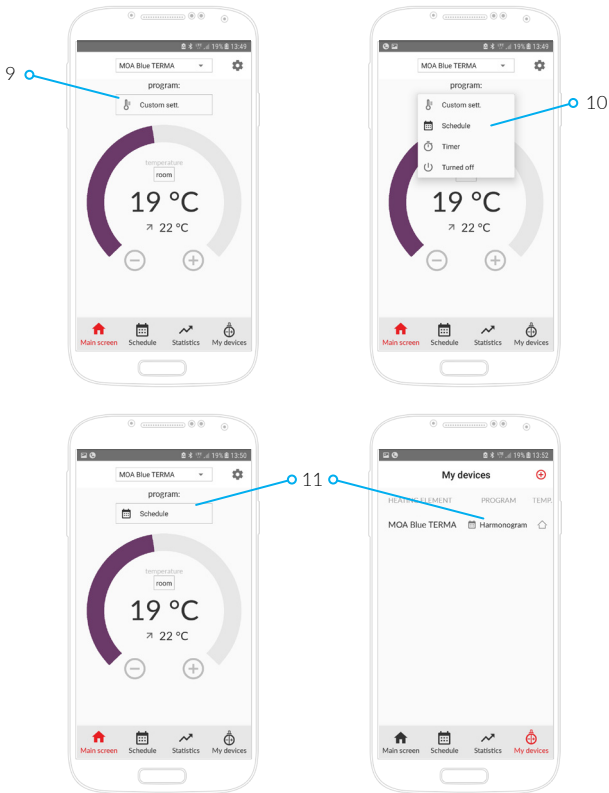 19% 13:49
MOA Blue TERMA
program:
9
Custom sett.
temperature
room
19 °C
22 °C
Main screen Schedule Statistics My devices
19% 13:49
MOA Blue TERMA
program:
Custom sett.
10
Schedule
Timer
Turned off
19 °C
22 °C
Main screen Schedule Statistics My devices
19% 13:50
MOA Blue TERMA
program:
11
Schedule
temperature
room
19 °C
22 °C
Main screen Schedule Statistics My devices
19% 13:52
My devices
HEATING ELEMENT PROGRAM TEMP.
MOA Blue TERMA Harmonogram
Main screen Schedule Statistics My devices